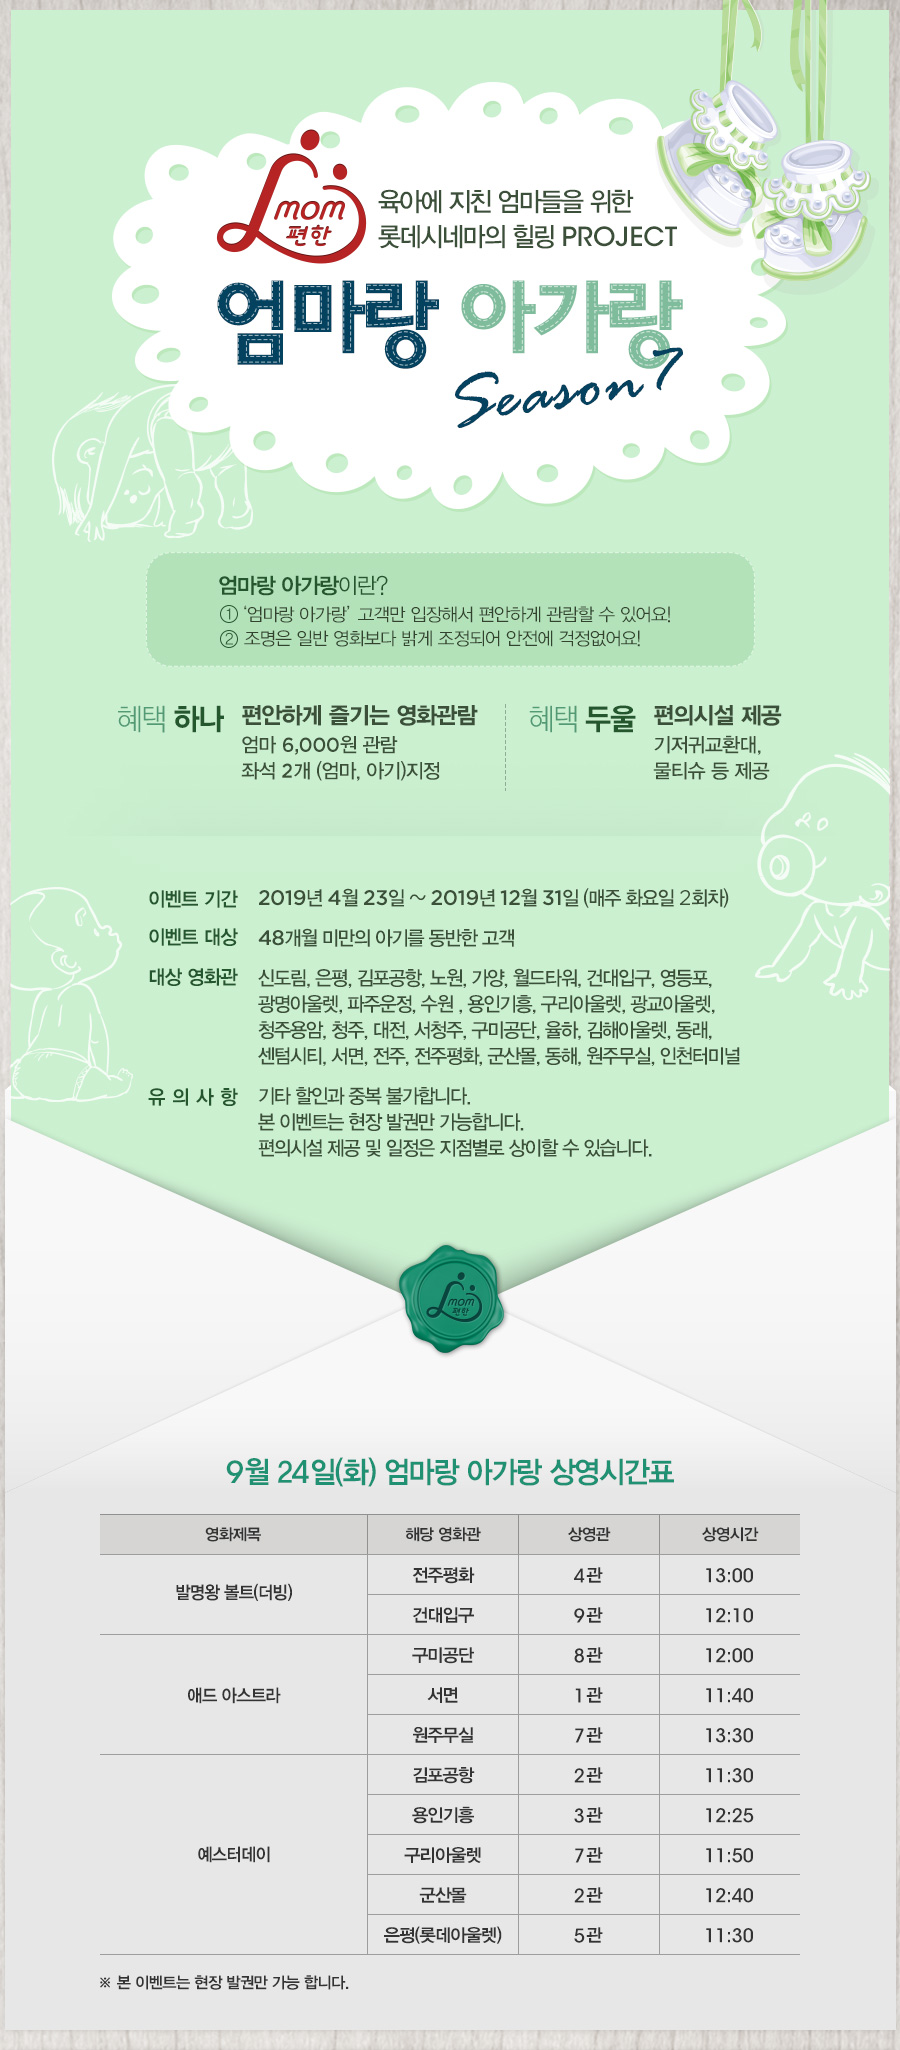 mom
편한
육아에 지친 엄마들을 위한
롯데시네마의 힐링 PROJECT
엄마랑 아가랑
Season 7
엄마랑 아가랑이란?
① ‘엄마랑 아가랑’ 고객만 입장해서 편안하게 관람할 수 있어요!
② 조명은 일반 영화보다 밝게 조정되어 안전에 걱정없어요!
혜택 하나 편안하게 즐기는 영화관람
엄마 6,000원 관람
좌석 2개 (엄마, 아기)지정
혜택 두울 편의시설 제공
기저귀교환대,
물티슈 등 제공
이벤트 기간 2019년 4월 23일 ~ 2019년 12월 31일 (매주 화요일 2회차)
이벤트 대상 48개월 미만의 아기를 동반한 고객
대상 영화관 신도림, 은평, 김포공항, 노원, 가양, 월드타워, 건대입구, 영등포,
광명아울렛, 파주운정, 수원 , 용인기흥, 구리아울렛, 광교아울렛,
청주용암, 청주, 대전, 서청주, 구미공단, 율하, 김해아울렛, 동래,
센텀시티, 서면, 전주, 전주평화, 군산몰, 동해, 원주무실, 인천터미널
유 의 사 항 기타 할인과 중복 불가합니다.
본 이벤트는 현장 발권만 가능합니다.
편의시설 제공 및 일정은 지점별로 상이할 수 있습니다.
mom
편한
9월 24일(화) 엄마랑 아가랑 상영시간표
영화제목 해당 영화관 상영관 상영시간
발명왕 볼트(더빙) 전주평화 4관 13:00
건대입구 9관 12:10
애드 아스트라 구미공단 8관 12:00
서면 1관 11:40
원주무실 7관 13:30
예스터데이 김포공항 2관 11:30
용인기흥 3관 12:25
구리아울렛 7관 11:50
군산몰 2관 12:40
은평(롯데아울렛) 5관 11:30
※ 본 이벤트는 현장 발권만 가능 합니다.